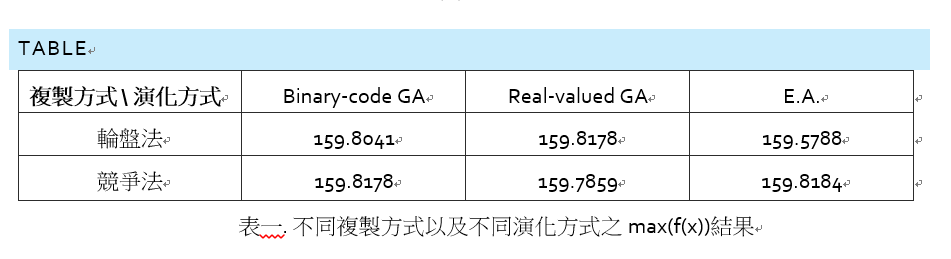 TABLE
複製方式\演化方式 Binary-code GA Real-valued GA E.A.
輪盤法 159.8041 159.8178 159.5788
競爭法 159.8178 159.7859 159.8184
表一. 不同複製方式以及不同演化方式之 max(f(x))結果